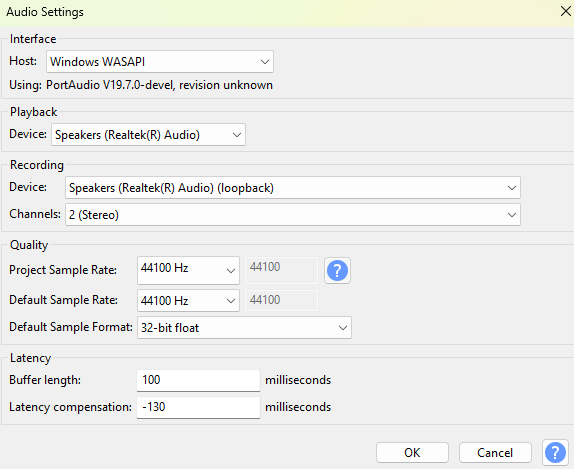 Audio Settings
Interface
Host: Windows WASAPI
Using: PortAudio V19.7.0-devel, revision unknown
Playback
Device: Speakers (Realtek(R) Audio)
Recording
Device: Speakers (Realtek(R) Audio) (loopback)
Channels: 2 (Stereo)
Quality
Project Sample Rate: 44100 Hz 44100 ?
Default Sample Rate: 44100 Hz 44100
Default Sample Format: 32-bit float
Latency
Buffer length: 100 milliseconds
Latency compensation: -130 milliseconds
OK Cancel ?